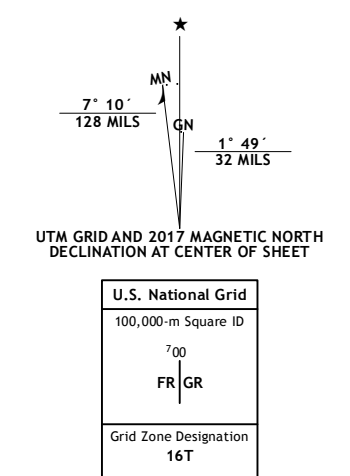 ★
MN
7° 10´
128 MILS
GN
1° 49´
32 MILS
UTM GRID AND 2017 MAGNETIC NORTH
DECLINATION AT CENTER OF SHEET
U.S. National Grid
100,000-m Square ID
⁷00
FR GR
Grid Zone Designation
16T